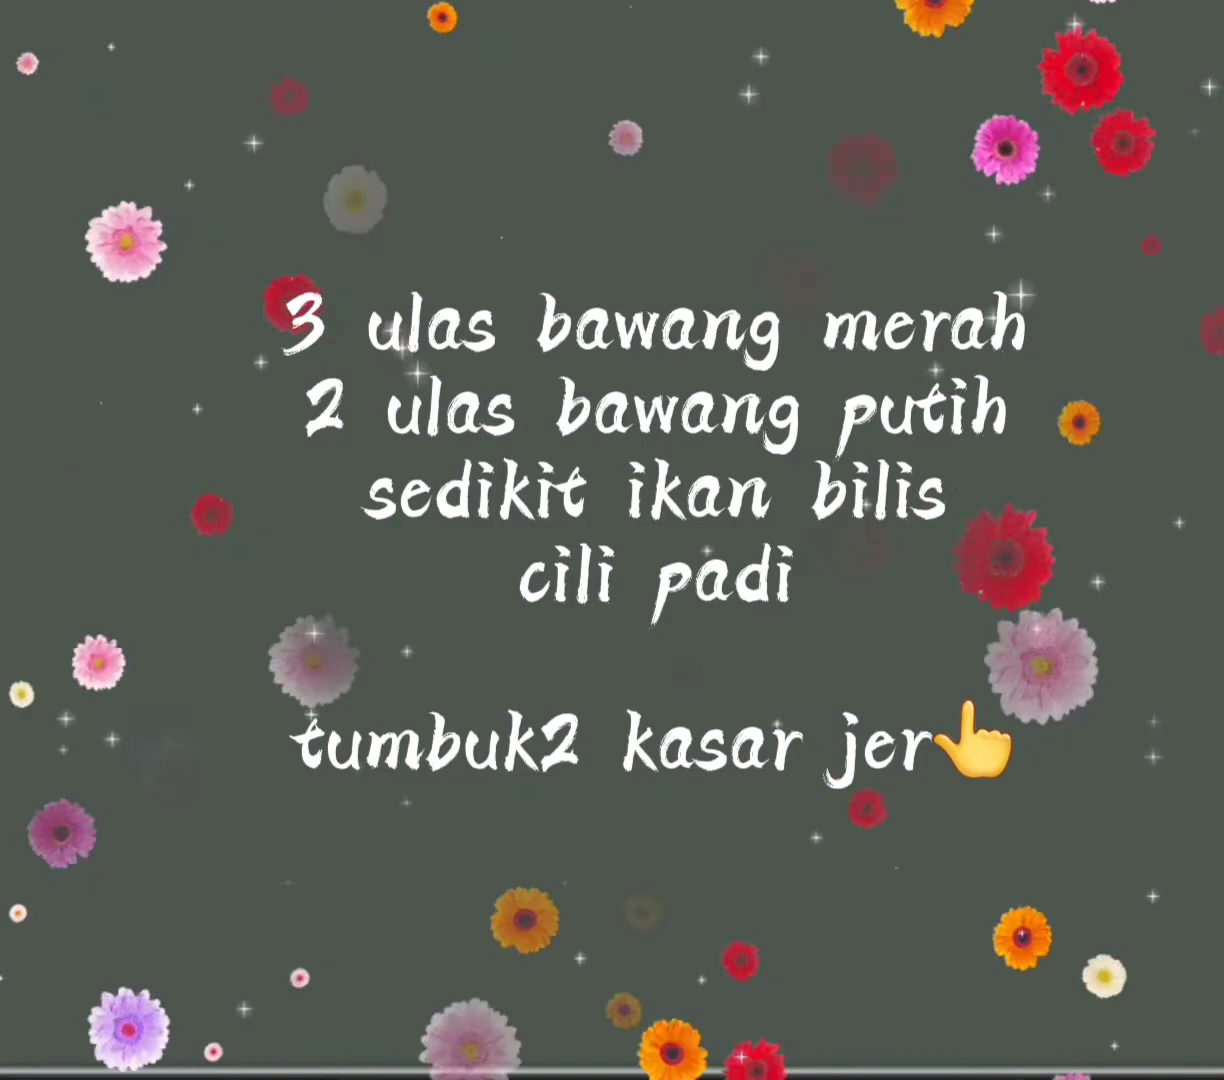 3 ulas bawang merah
2 ulas bawang putih
sedikit ikan bilis
cili padi
tumbuk2 kasar jer👆